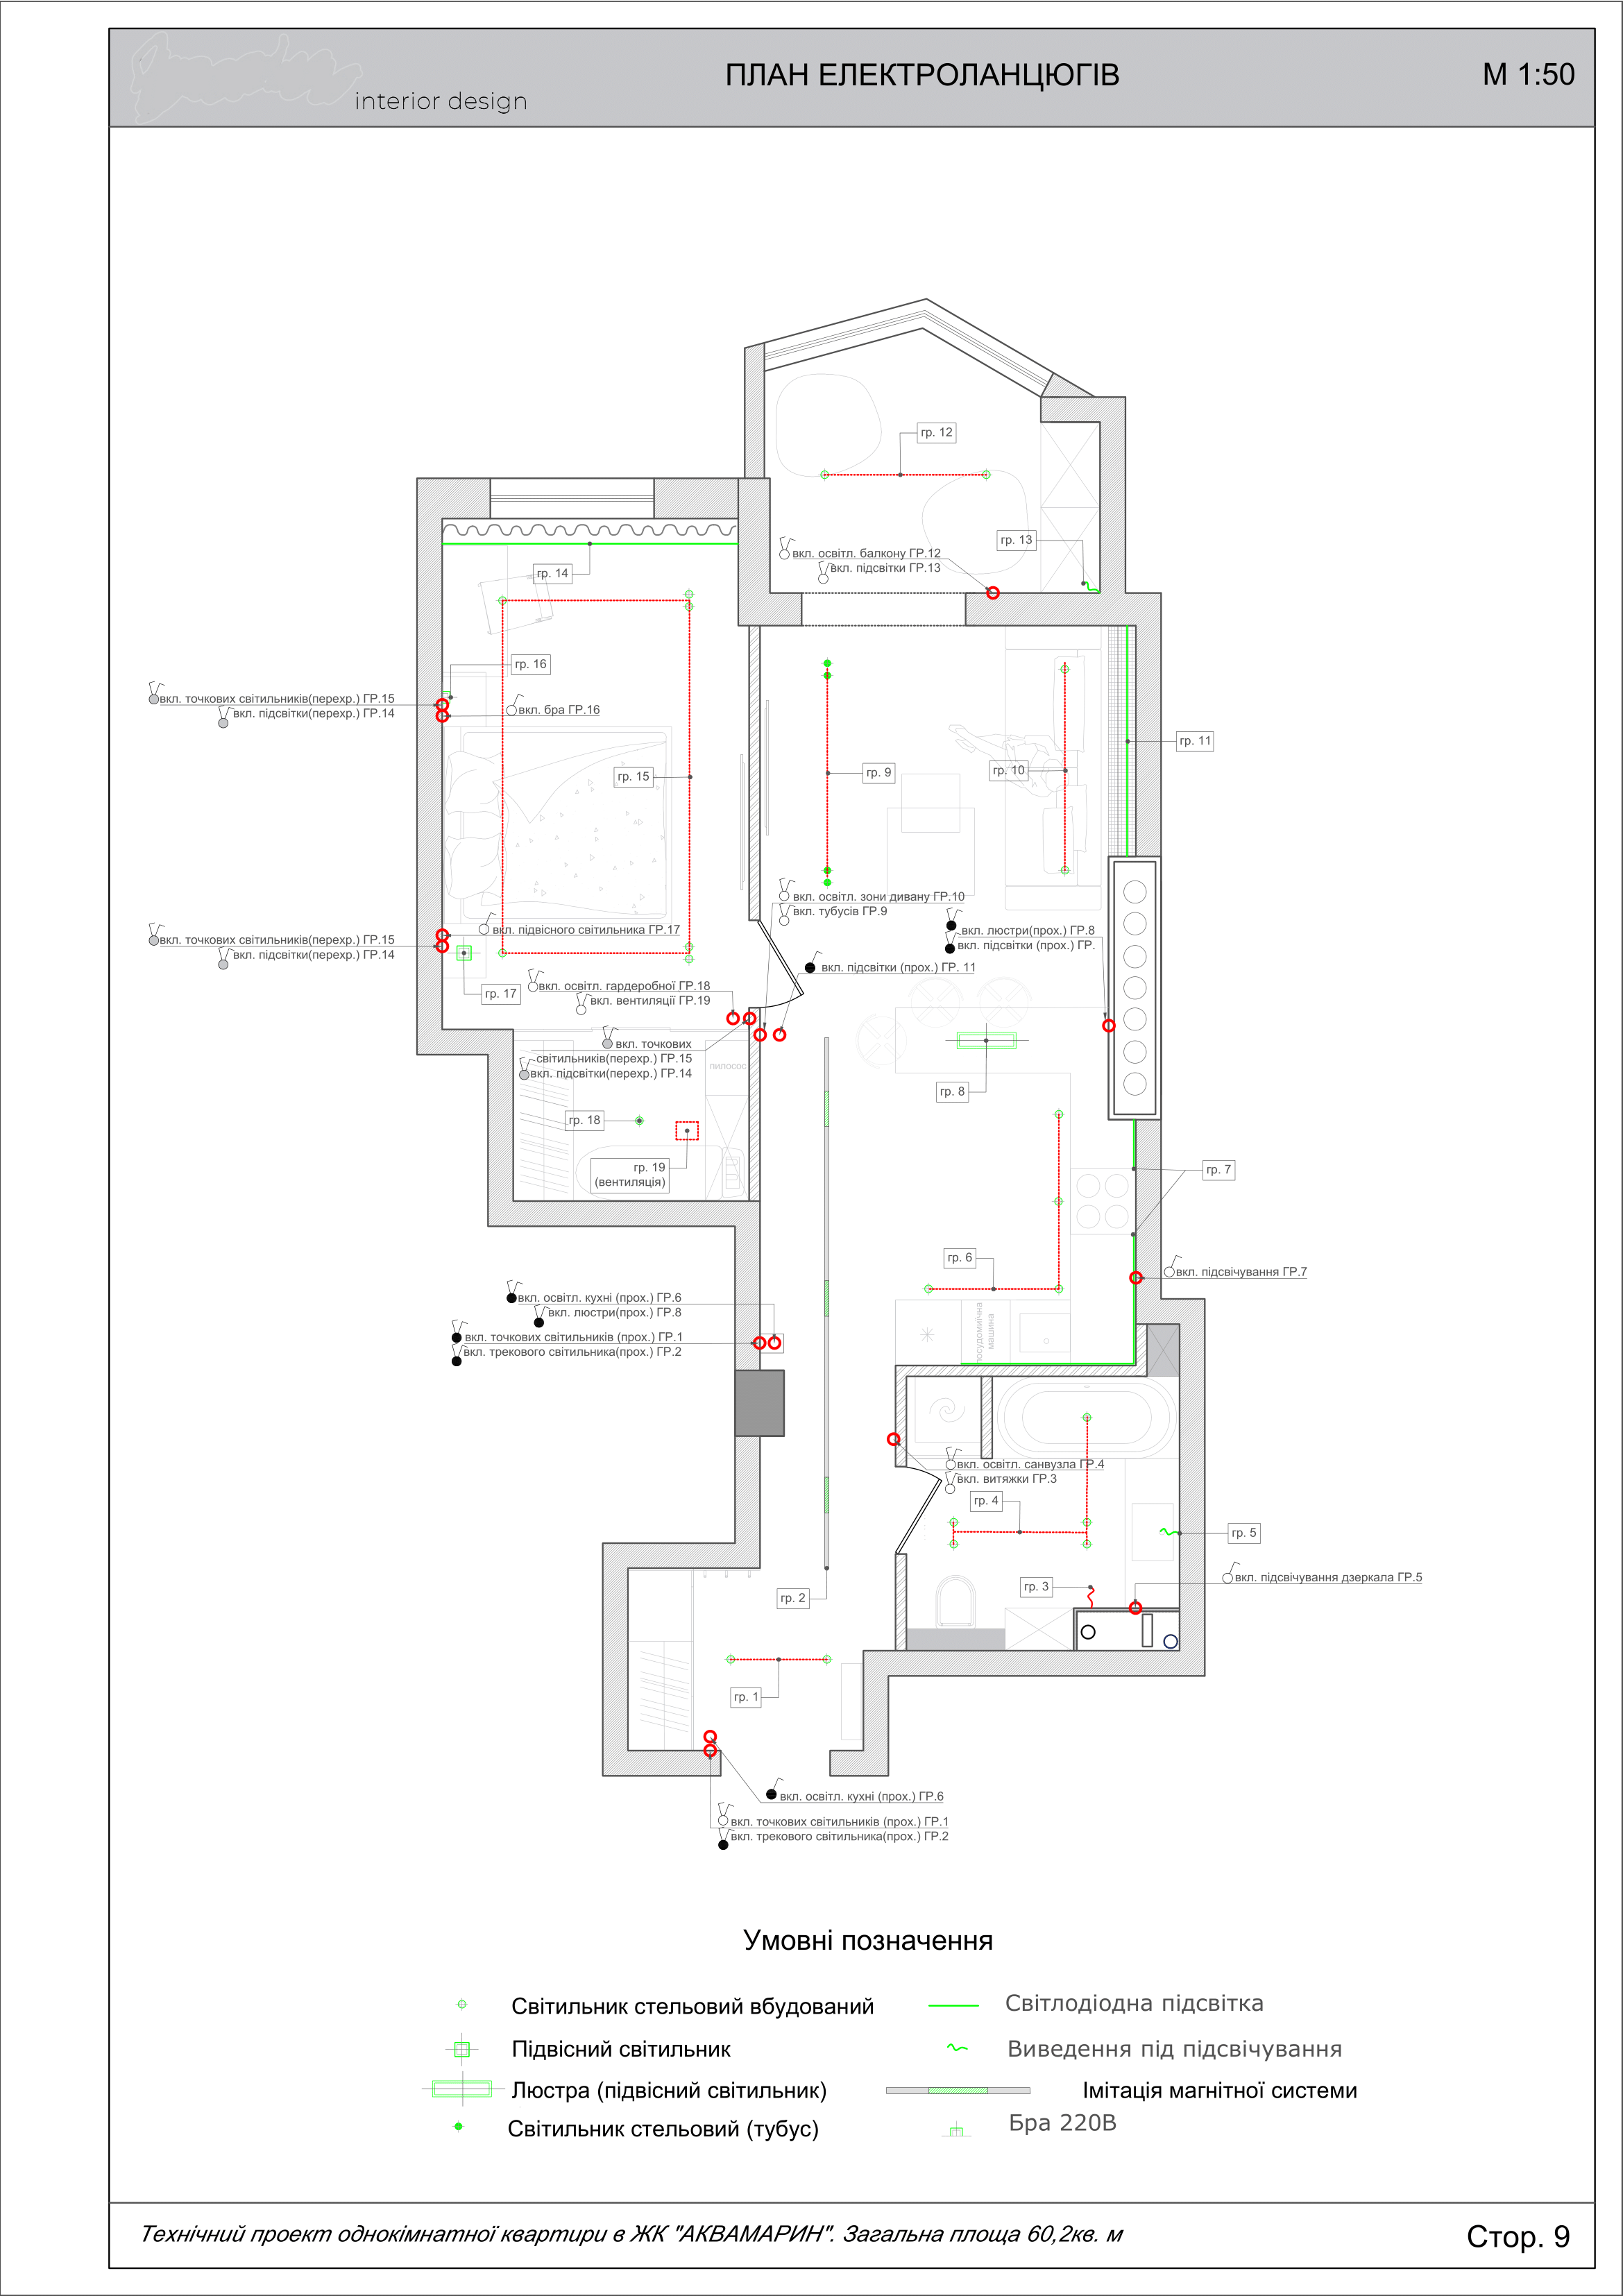 ПЛАН ЕЛЕКТРОЛАНЦЮГІВ
М 1:50
interior design
гр. 12
гр. 13
вкл. освітл. балкону ГР.12
вкл. підсвітки ГР.13
гр. 14
гр. 16
вкл. точкових світильників(перехр.) ГР.15
вкл. підсвітки(перехр.) ГР.14
вкл. бра ГР.16
гр. 11
гр. 15
гр. 9
гр. 10
вкл. освітл. зони дивану ГР.10
вкл. тубусів ГР.9
вкл. підвісного світильника ГР.17
вкл. люстри(прох.) ГР.8
вкл. підсвітки (прох.) ГР.
вкл. точкових світильників(перехр.) ГР.15
вкл. підсвітки(перехр.) ГР.14
вкл. підсвітки (прох.) ГР. 11
гр. 17
вкл. освітл. гардеробної ГР.18
вкл. вентиляції ГР.19
вкл. точкових
світильників(перехр.) ГР.15
вкл. підсвітки(перехр.) ГР.14
пилосос
гр. 8
гр. 18
гр. 19
(вентиляція)
гр. 7
гр. 6
вкл. підсвічування ГР.7
вкл. освітл. кухні (прох.) ГР.6
вкл. люстри(прох.) ГР.8
вкл. точкових світильників (прох.) ГР.1
вкл. трекового світильника(прох.) ГР.2
посудомнічна
машина
вкл. освітл. санвузла ГР.4
вкл. витяжки ГР.3
гр. 4
гр. 5
вкл. підсвічування дзеркала ГР.5
гр. 3
гр. 2
гр. 1
вкл. освітл. кухні (прох.) ГР.6
вкл. точкових світильників (прох.) ГР.1
вкл. трекового світильника(прох.) ГР.2
Умовні позначення
Світильник стельовий вбудований
Світлодіодна підсвітка
Підвісний світильник
Виведення під підсвічування
Люстра (підвісний світильник)
Імітація магнітної системи
Світильник стельовий (тубус)
Бра 220В
Технічний проект однокімнатної квартири в ЖК "АКВАМАРИН". Загальна площа 60,2кв. м
Стор. 9